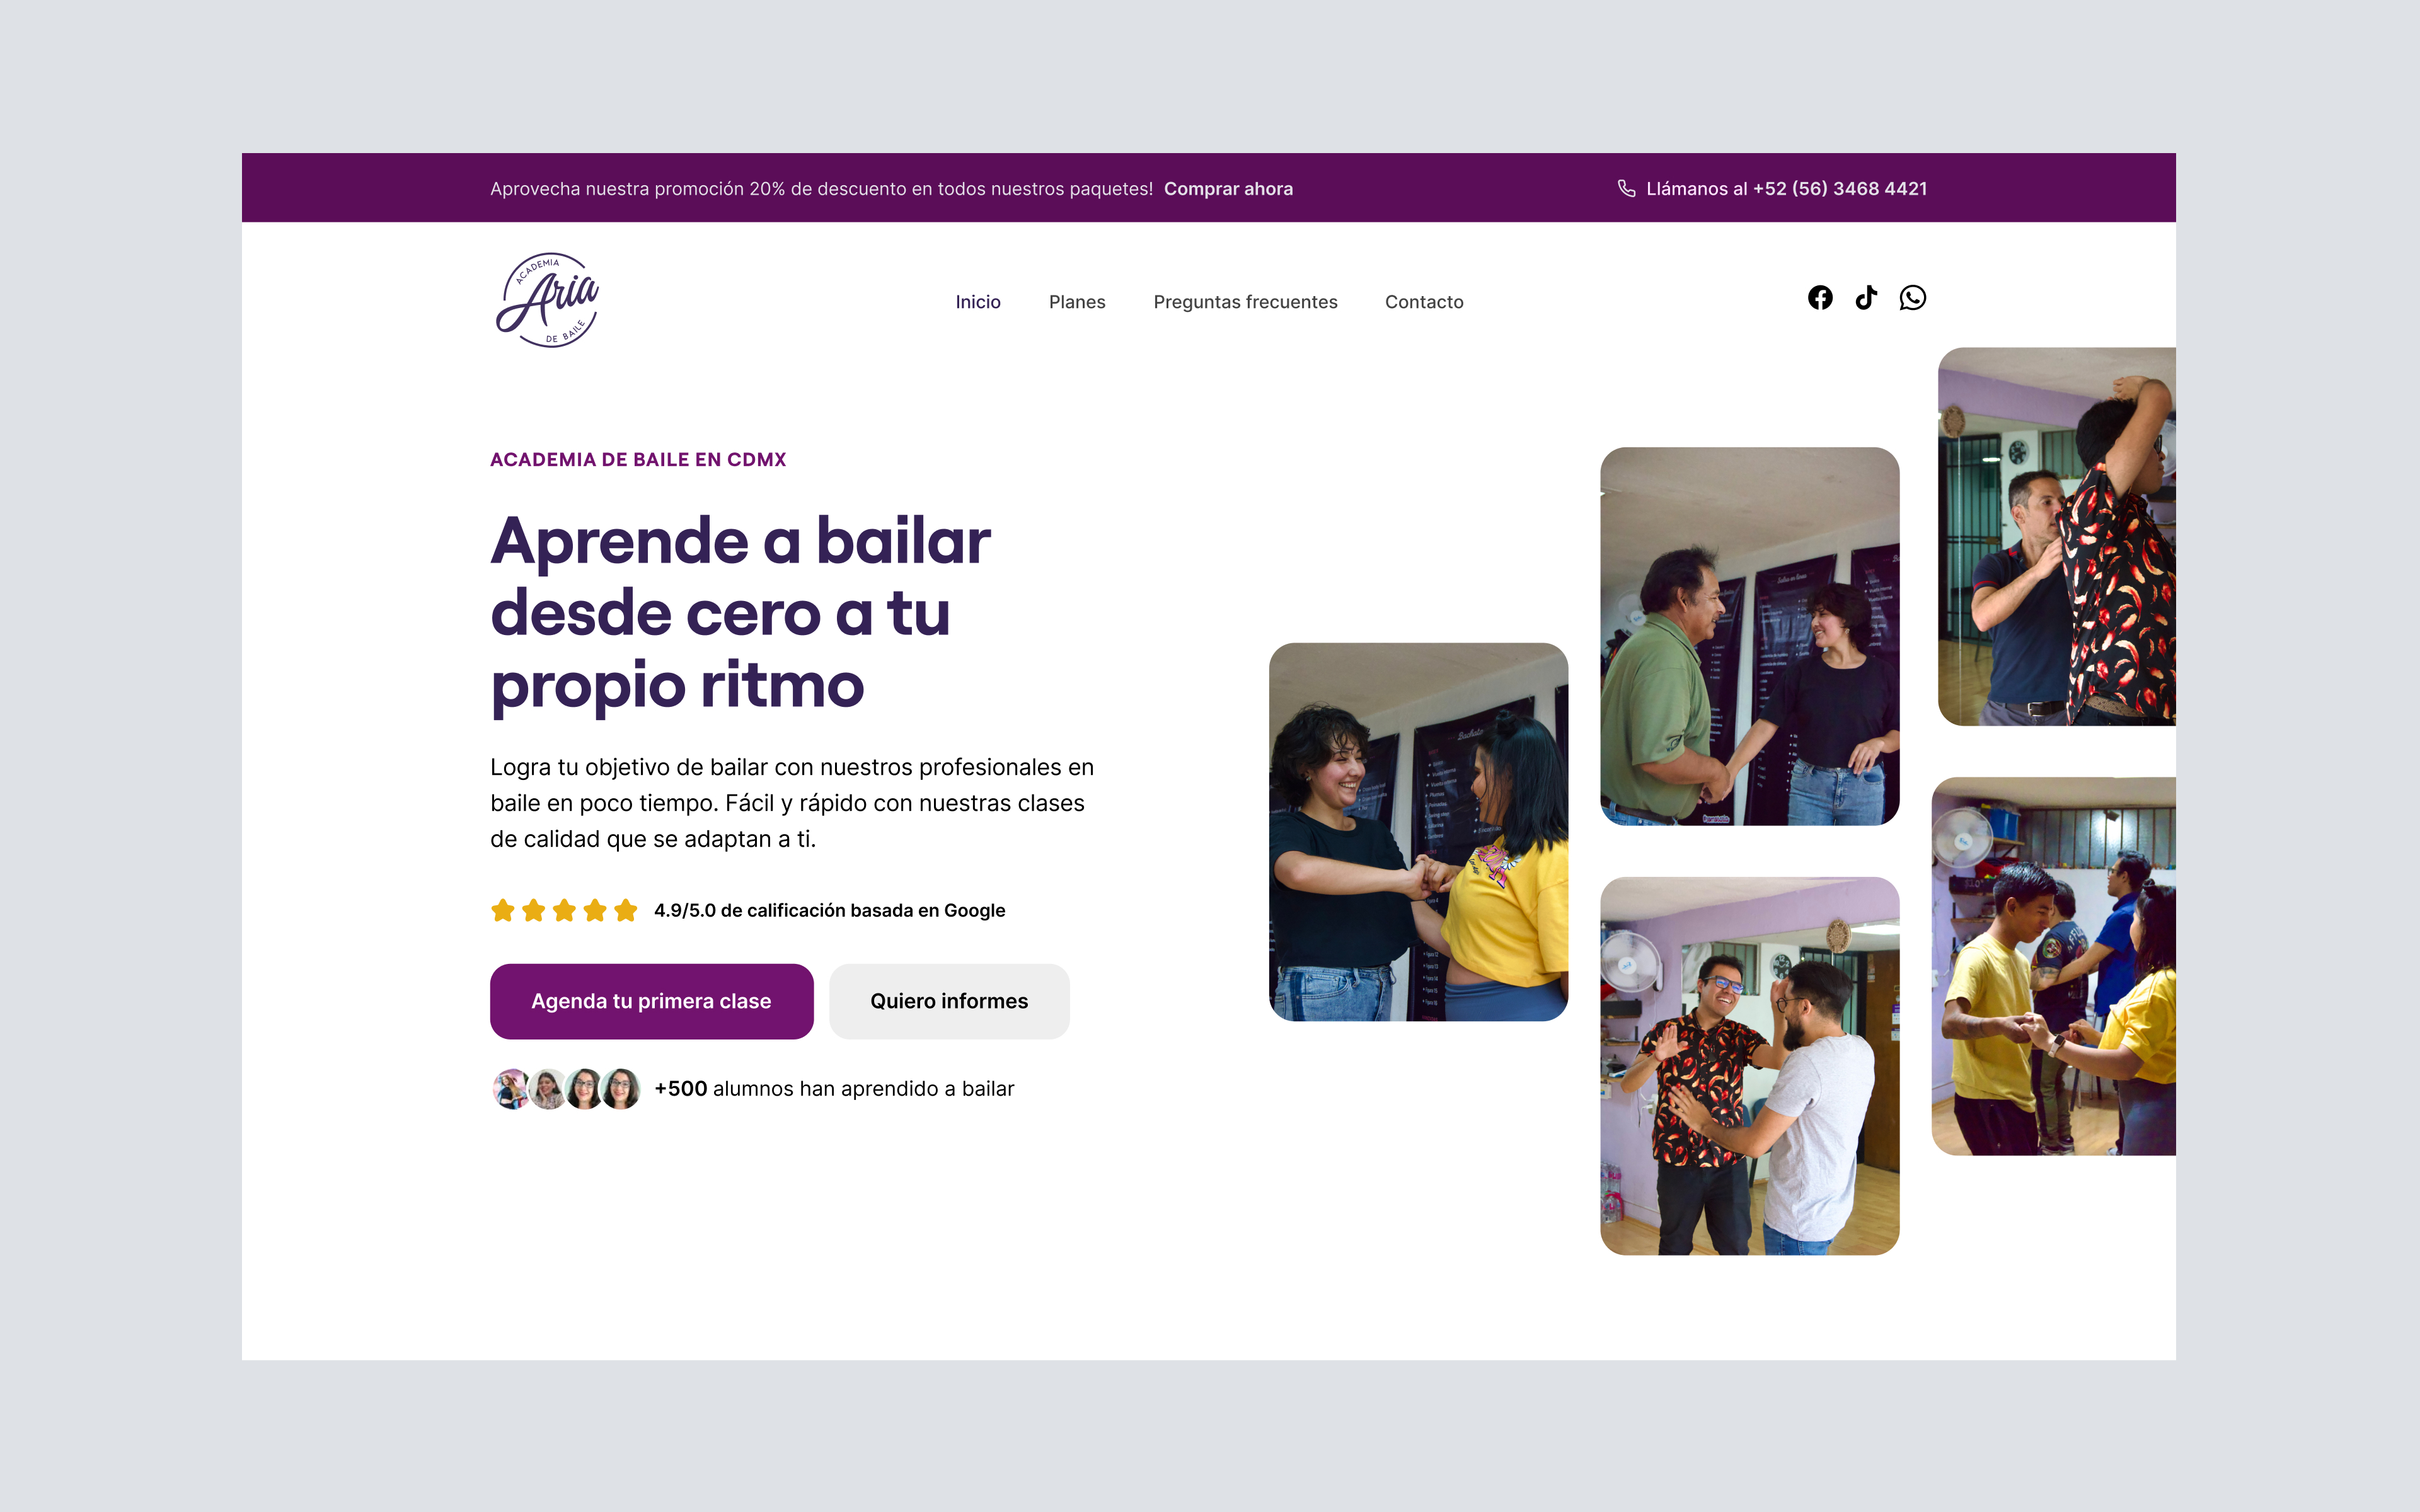 Aprovecha nuestra promoción 20% de descuento en todos nuestros paquetes! Comprar ahora
Llámanos al +52 (56) 3468 4421
ACADEMIA
Aria
DE BAILE
Inicio
Planes
Preguntas frecuentes
Contacto
ACADEMIA DE BAILE EN CDMX
Aprende a bailar
desde cero a tu
propio ritmo
Logra tu objetivo de bailar con nuestros profesionales en
baile en poco tiempo. Fácil y rápido con nuestras clases
de calidad que se adaptan a ti.
4.9/5.0 de calificación basada en Google
Agenda tu primera clase
Quiero informes
+500 alumnos han aprendido a bailar